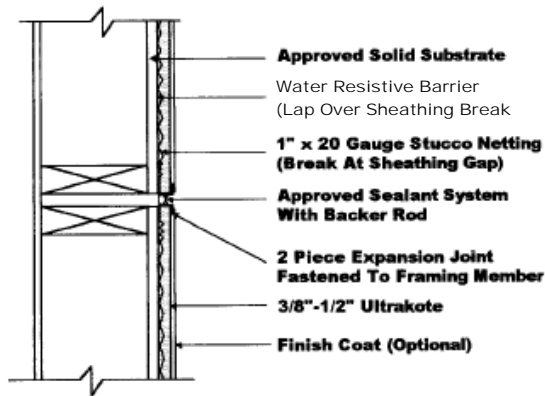 Approved Solid Substrate
Water Resistive Barrier
(Lap Over Sheathing Break
1" x 20 Gauge Stucco Netting
(Break At Sheathing Gap)
Approved Sealant System
With Backer Rod
2 Piece Expansion Joint
Fastened To Framing Member
3/8"-1/2" Ultrakote
Finish Coat (Optional)